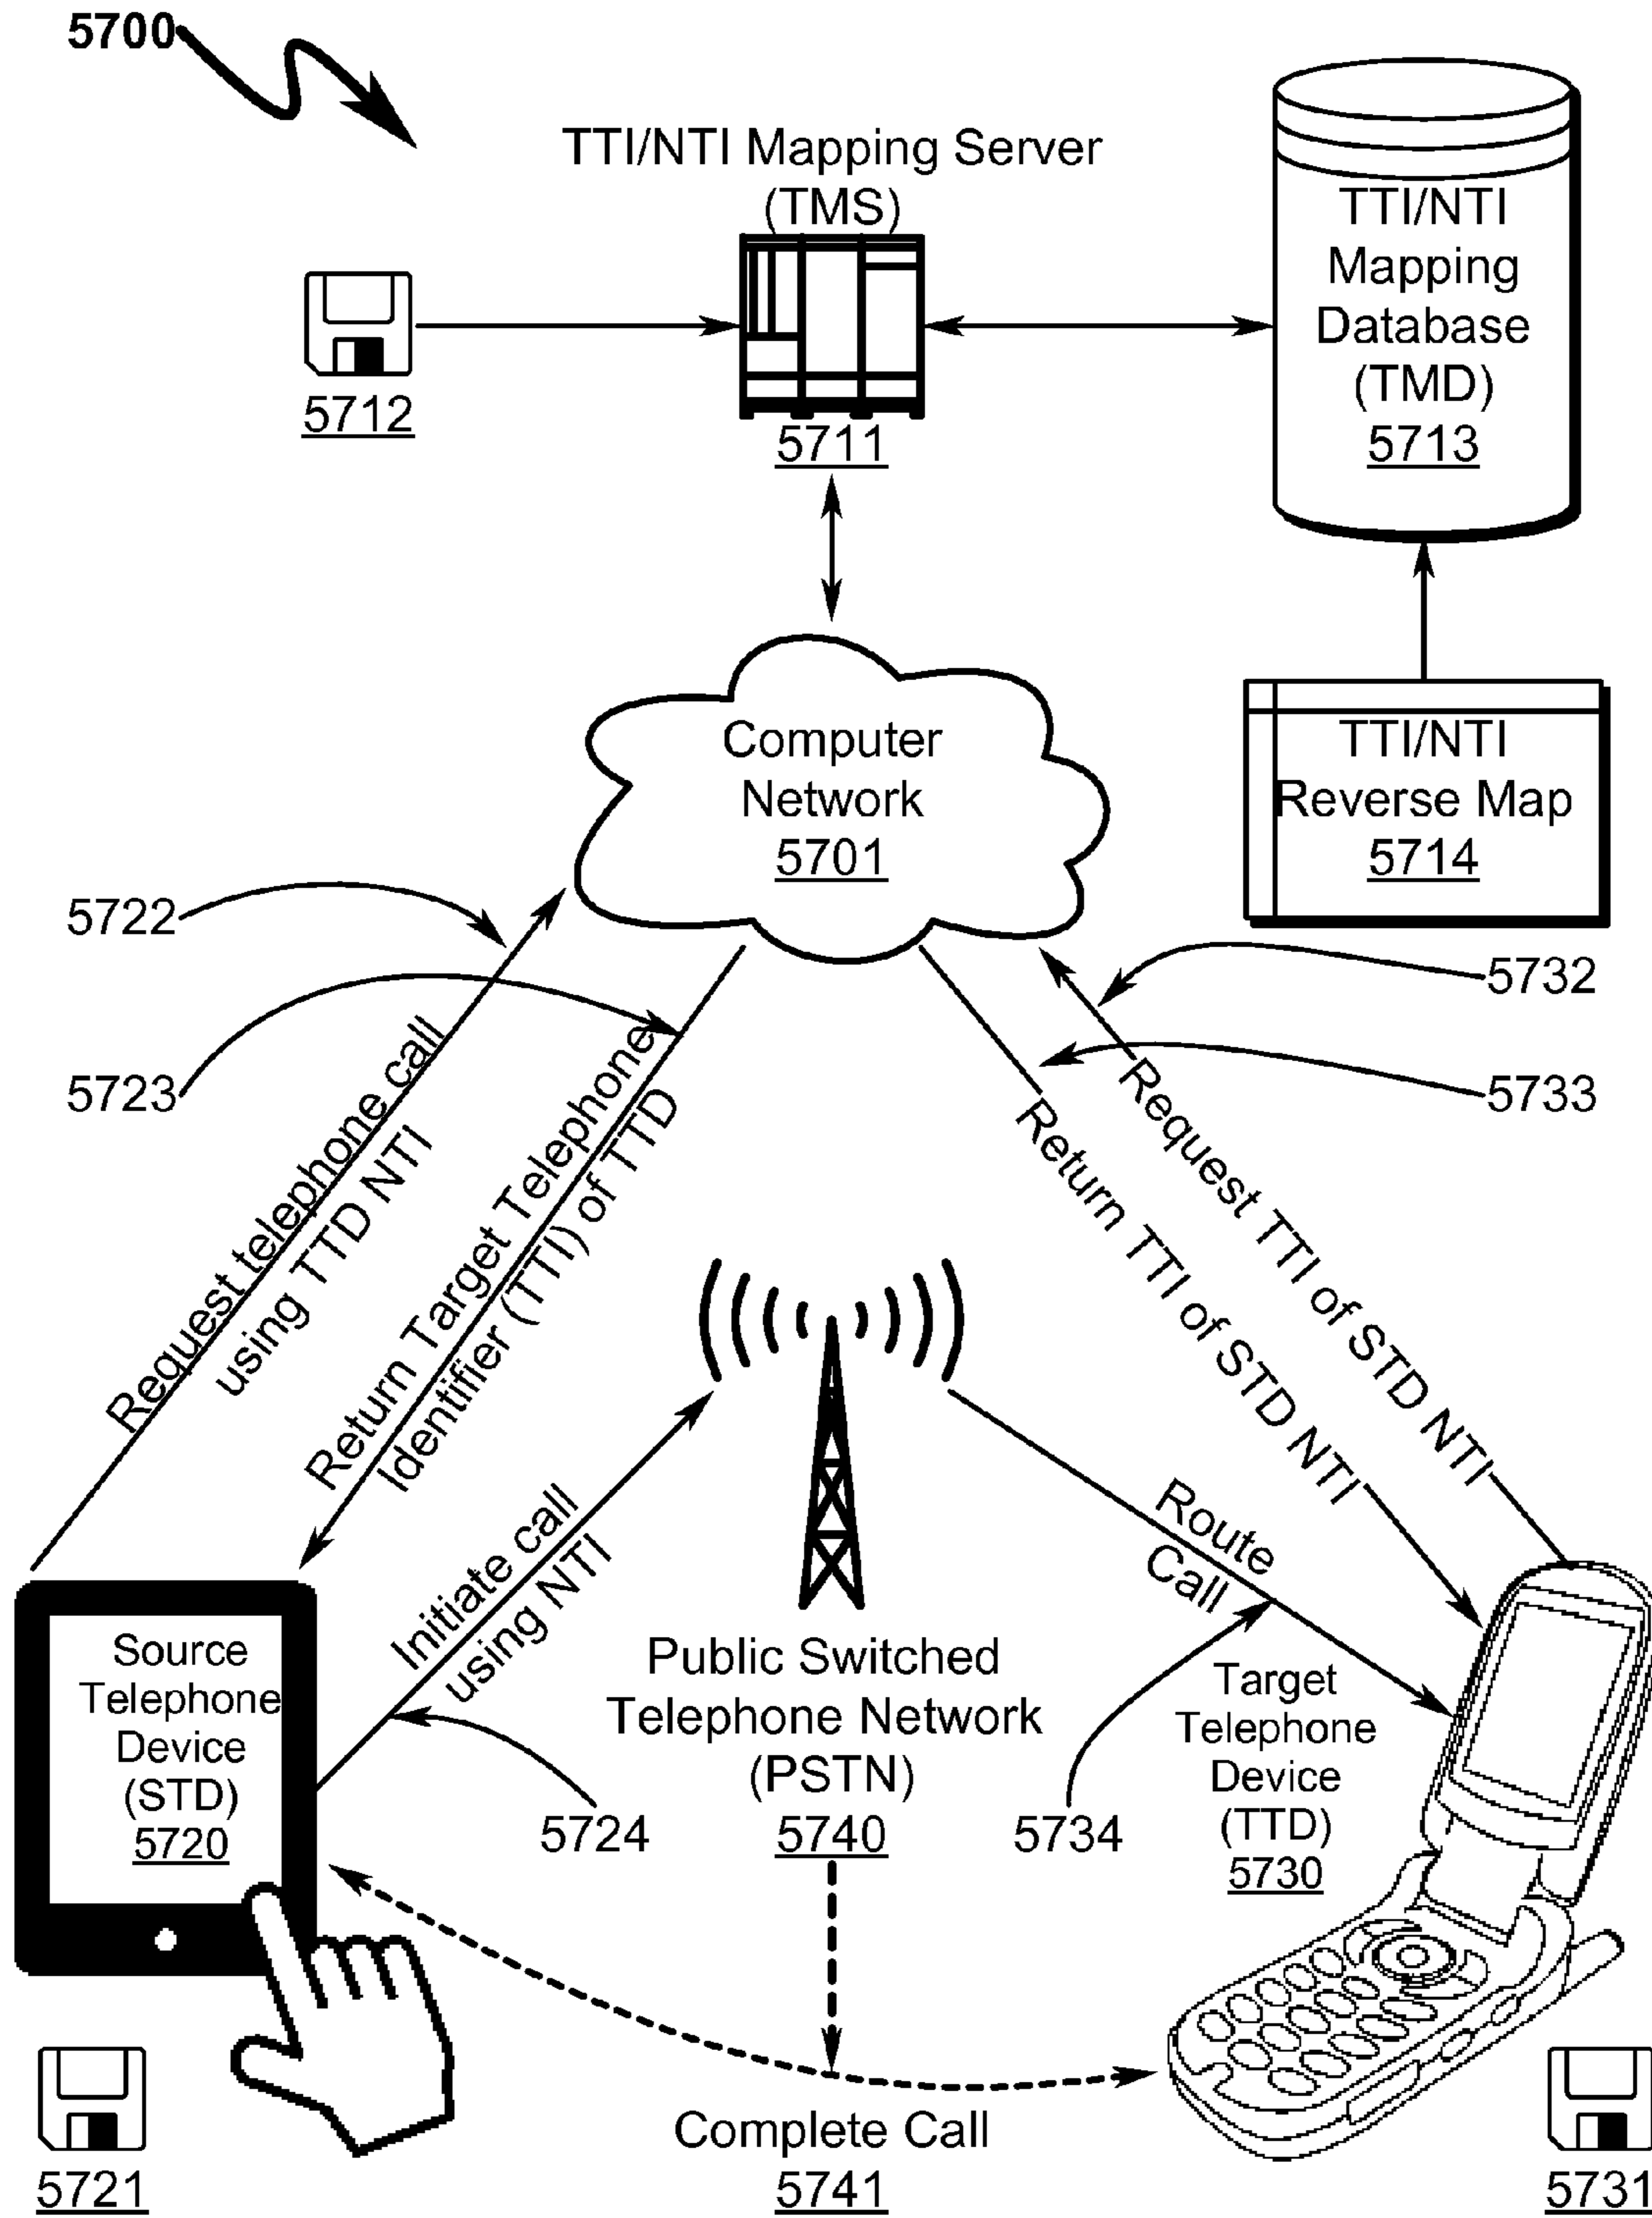 5700
TTI/NTI Mapping Server
(TMS)
5711
5712
TTI/NTI
Mapping
Database
(TMD)
5713
Computer
Network
5701
TTI/NTI
Reverse Map
5714
5722
5723
5732
5733
Request telephone call
using TTD NTI
Return Target Telephone
Identifier (TTI) of TTD
Return TTI of STD NTI
Request TTI of STD NTI
Initiate call
using NTI
Route
Call
Source
Telephone
Device
(STD)
5720
5724
Public Switched
Telephone Network
(PSTN)
5740
5734
Target
Telephone
Device
(TTD)
5730
Complete Call
5741
5721
5731